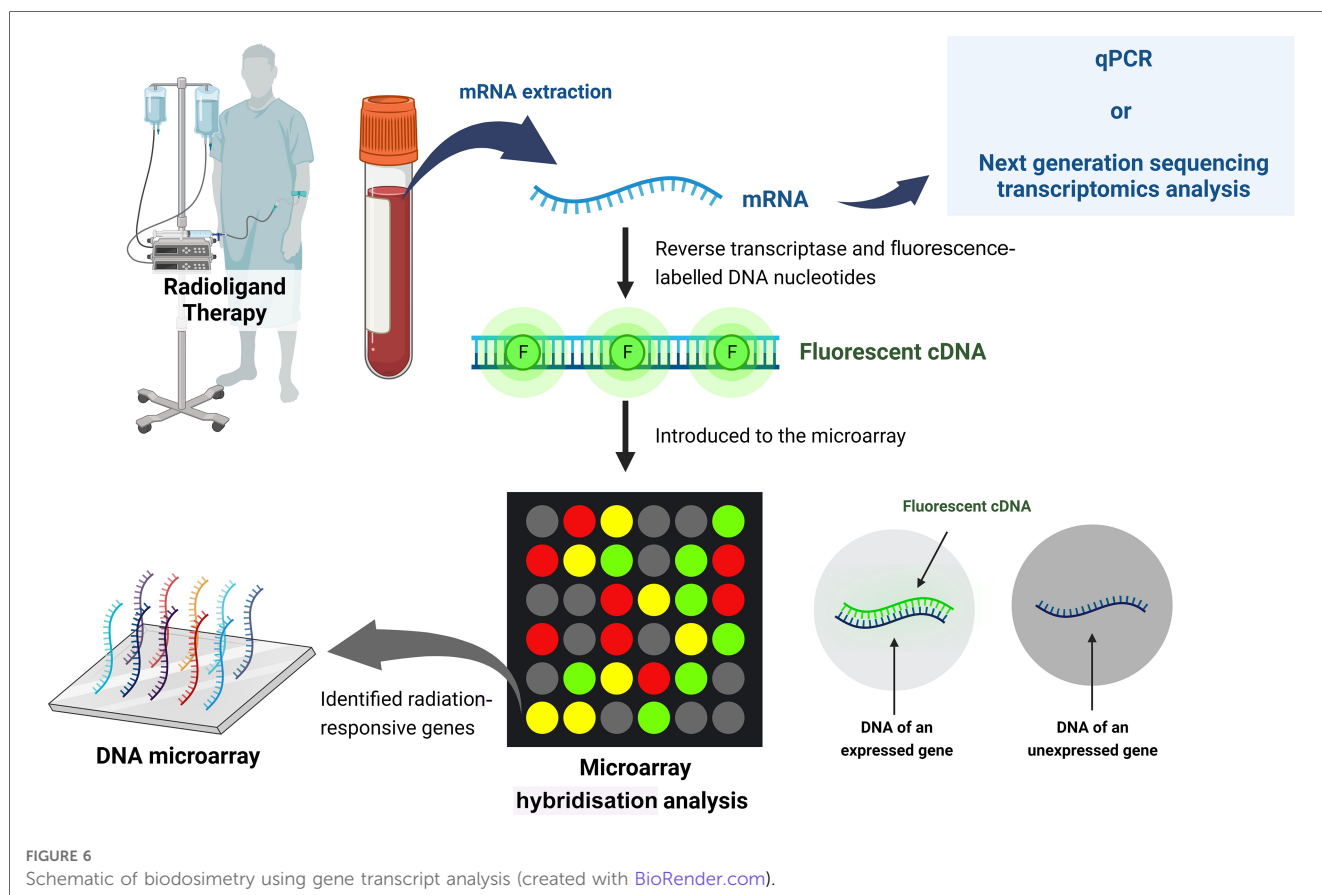 qPCR
or
Next generation sequencing
transcriptomics analysis
mRNA extraction
mRNA
Radioligand
Therapy
Reverse transcriptase and fluorescence-
labelled DNA nucleotides
F
F
F
Fluorescent cDNA
Introduced to the microarray
Fluorescent cDNA
DNA of an
expressed gene
DNA of an
unexpressed gene
Identified radiation-
responsive genes
DNA microarray
Microarray
hybridisation analysis
FIGURE 6
Schematic of biodosimetry using gene transcript analysis (created with BioRender.com).